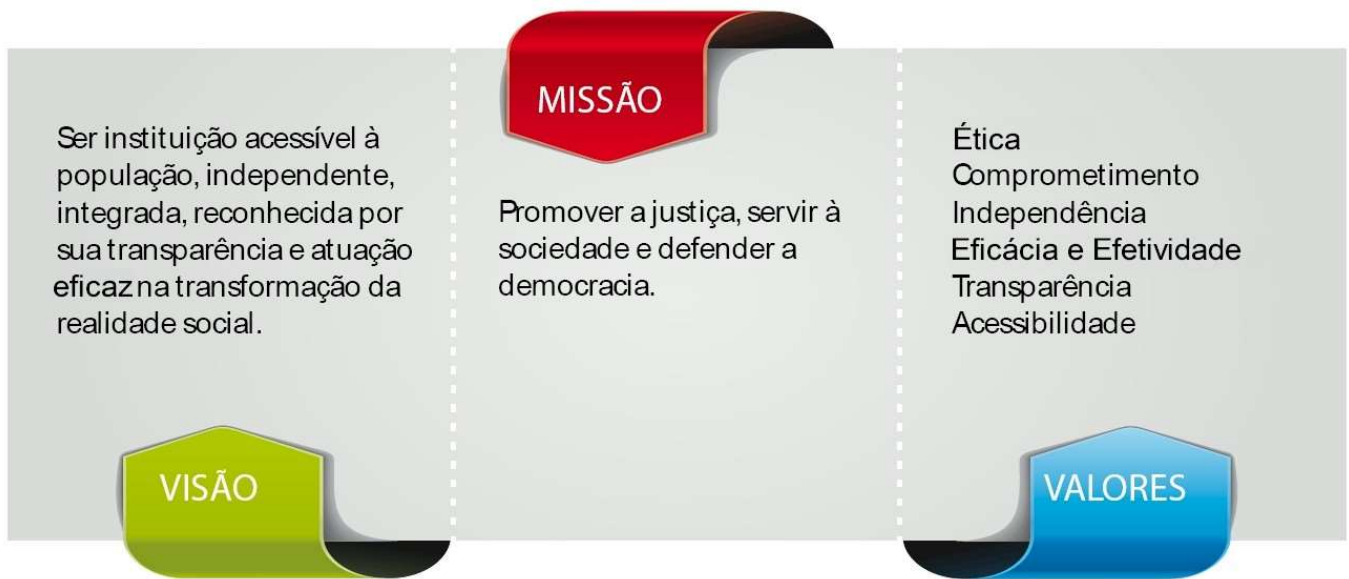 Ser instituição acessível à
população, independente,
integrada, reconhecida por
sua transparência e atuação
eficaz na transformação da
realidade social.
VISÃO
MISSÃO
Promover a justiça, servir à
sociedade e defender a
democracia.
Ética
Comprometimento
Independência
Eficácia e Efetividade
Transparência
Acessibilidade
VALORES